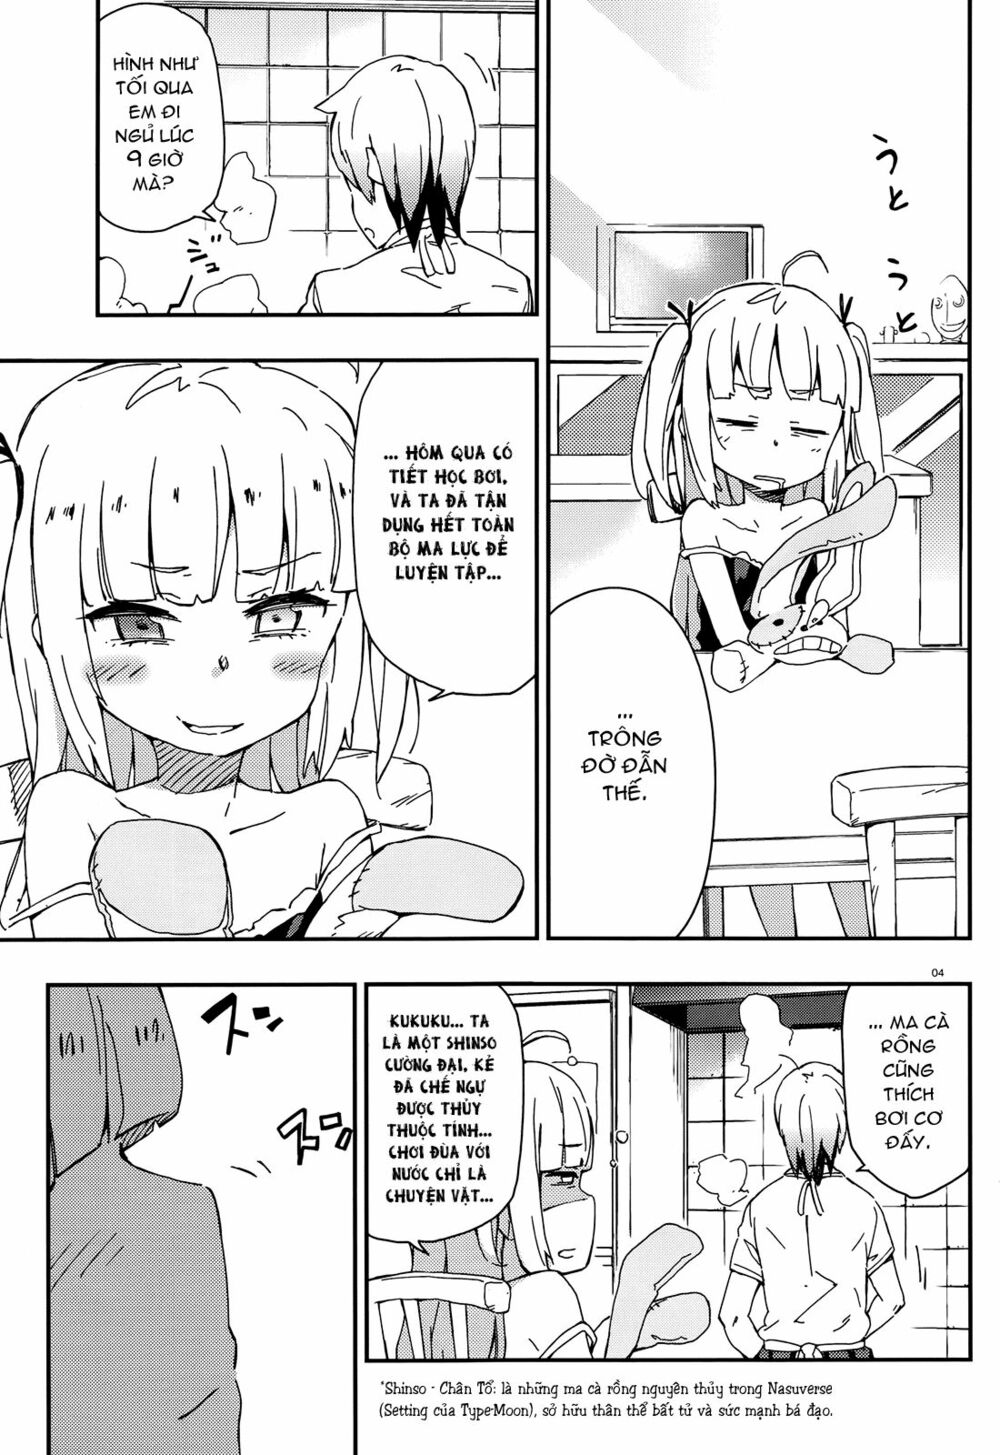 うと
うと
...
TRÔNG
ĐỜ ĐẪN
THẾ.
HÌNH NHƯ
TỐI QUA
EM ĐI
NGỦ LÚC
9 GIỜ
MÀ?
... HÔM QUA CÓ
TIẾT HỌC BƠI,
VÀ TA ĐÃ TẬN
DỤNG HẾT TOÀN
BỘ MA LỰC ĐỂ
LUYỆN TẬP...
04
... MA CÀ
RỒNG
CŨNG
THÍCH
BƠI CƠ
ĐẤY.
KUKUKU... TA
LÀ MỘT SHINSO
CƯỜNG ĐẠI, KẺ
ĐÃ CHẾ NGỰ
ĐƯỢC THỦY
THUỘC TÍNH...
CHƠI ĐÙA VỚI
NƯỚC CHỈ LÀ
CHUYỆN VẶT...
ズッ
ズッ
*Shinso - Chân Tổ: là những ma cà rồng nguyên thủy trong Nasuverse
(Setting của Type-Moon), sở hữu thân thể bất tử và sức mạnh bá đạo.